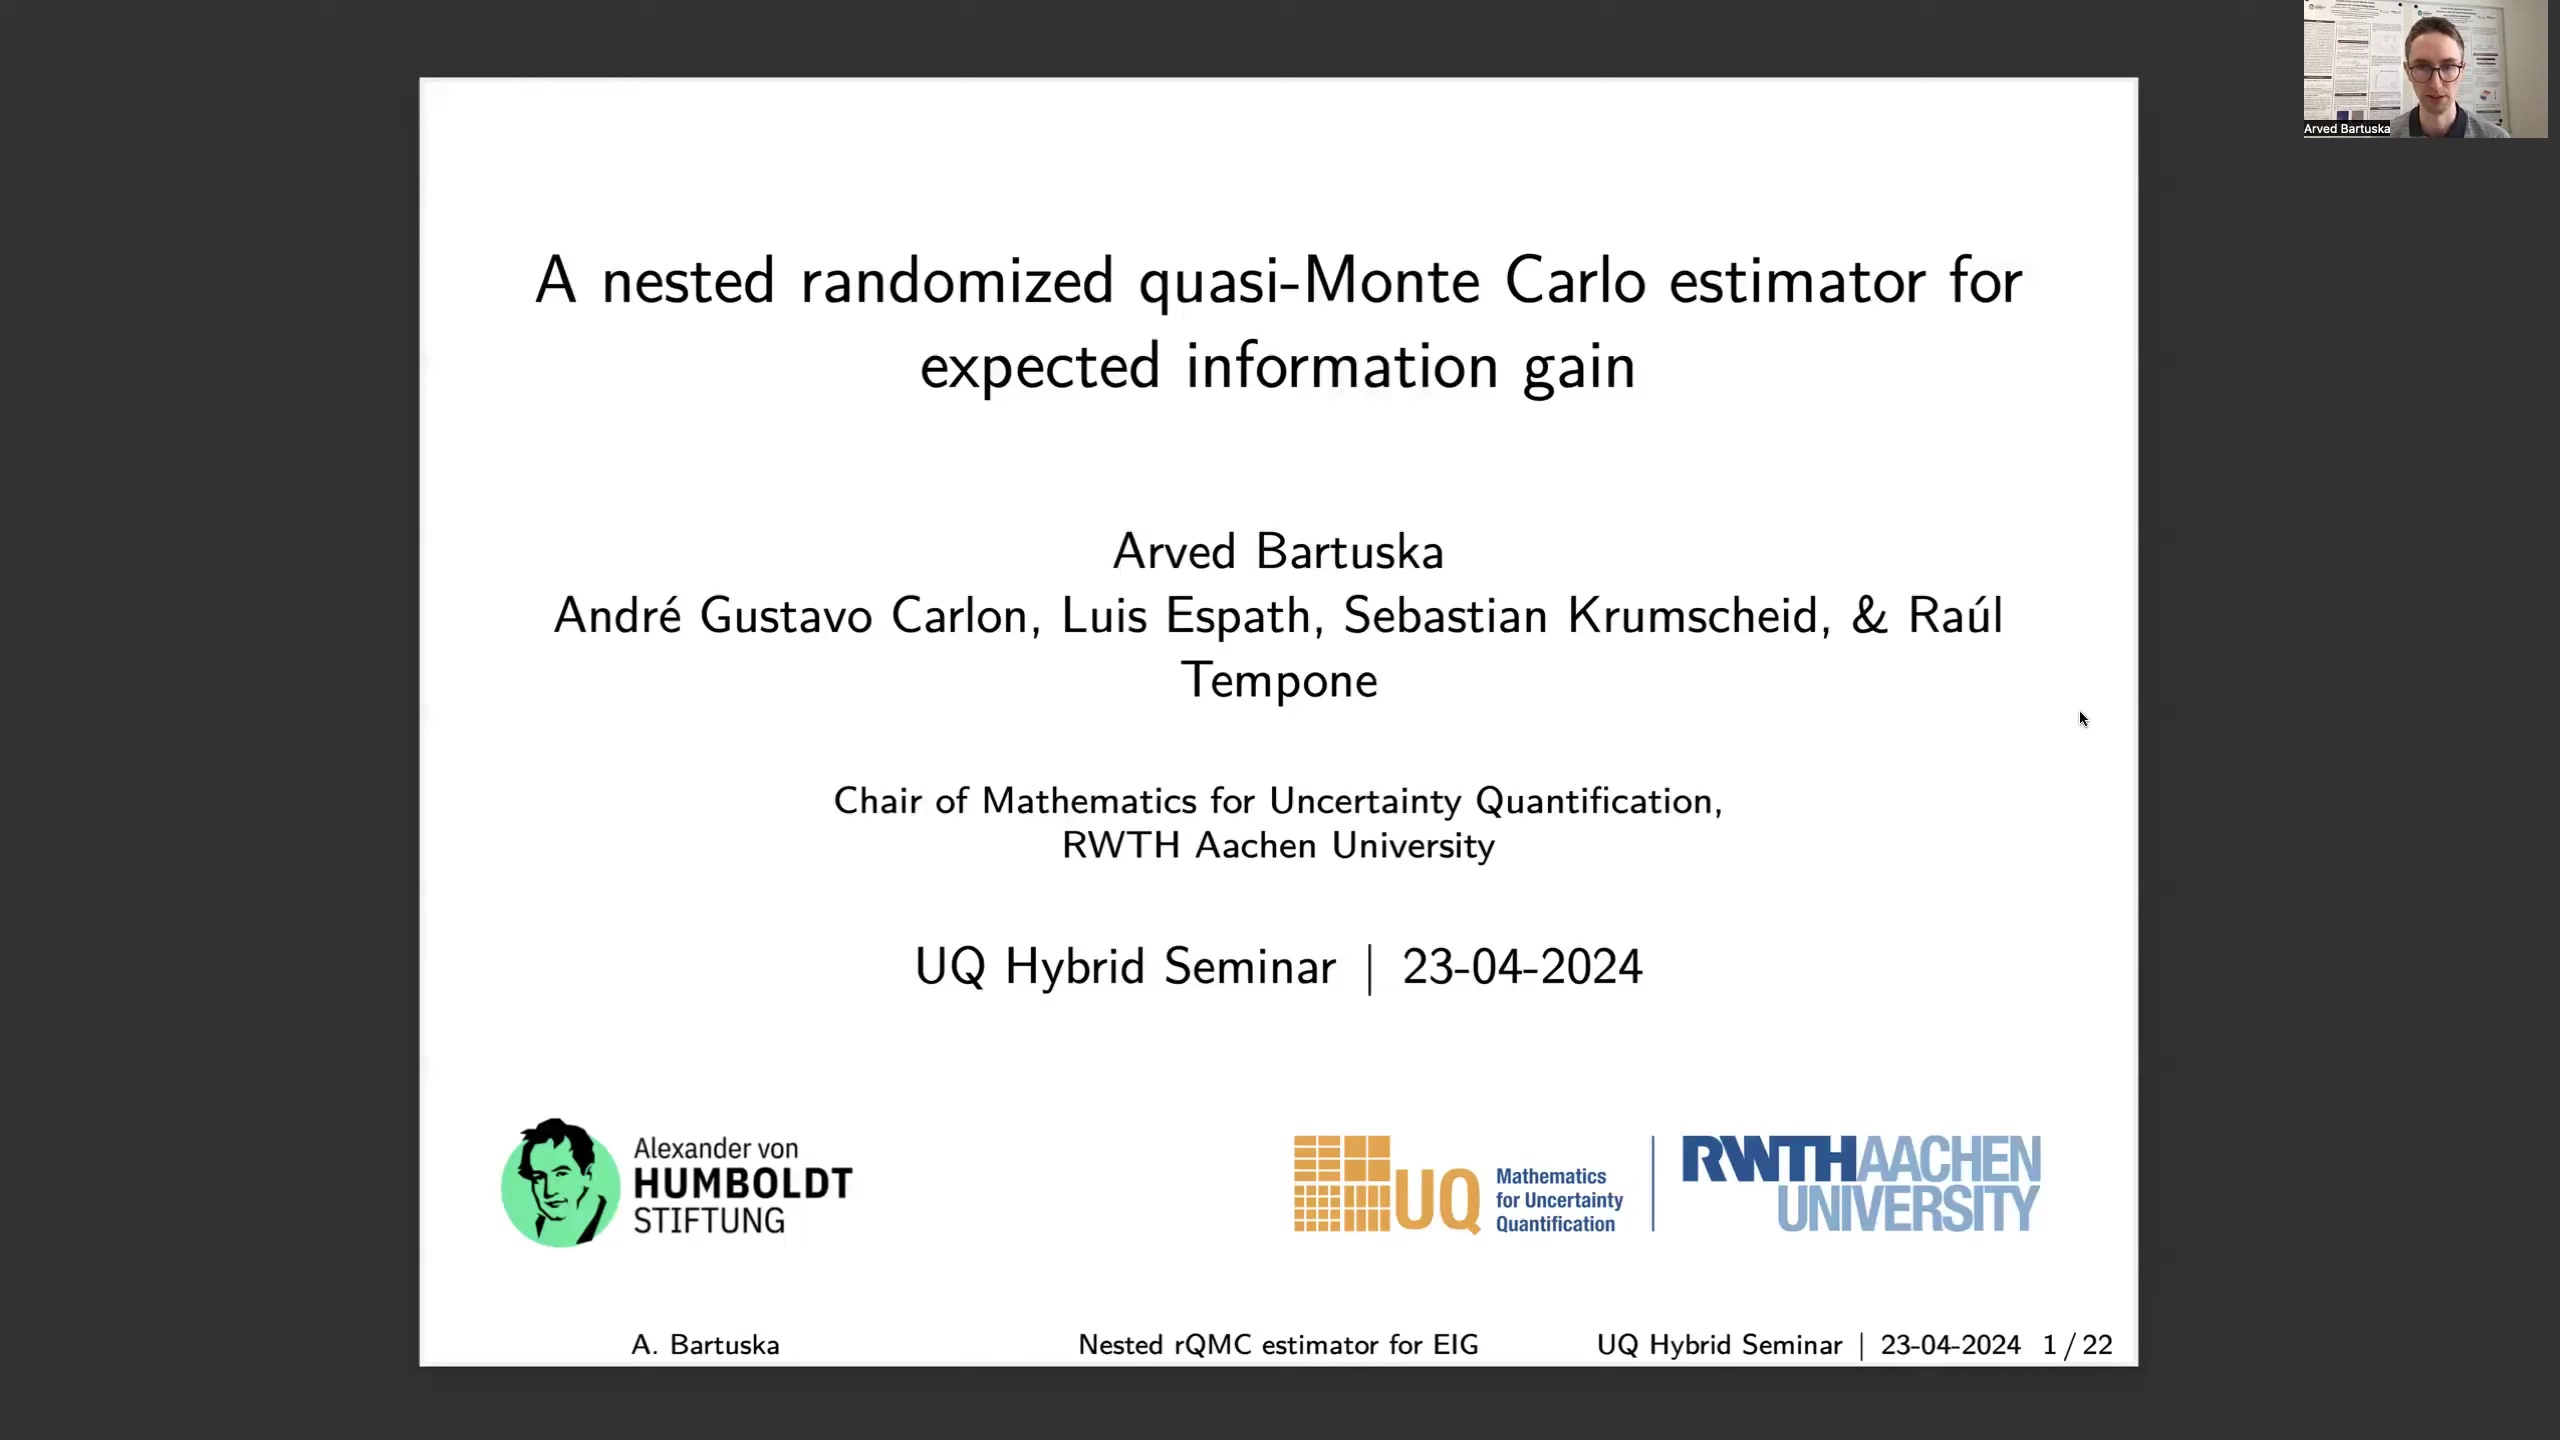 Arved Bartuska
A nested randomized quasi-Monte Carlo estimator for
expected information gain
Arved Bartuska
André Gustavo Carlon, Luis Espath, Sebastian Krumscheid, & Raúl
Tempone
Chair of Mathematics for Uncertainty Quantification,
RWTH Aachen University
UQ Hybrid Seminar | 23-04-2024
Alexander von
HUMBOLDT
STIFTUNG
UQ
Mathematics
for Uncertainty
Quantification
RWTHAACHEN
UNIVERSITY
A. Bartuska
Nested rQMC estimator for EIG
UQ Hybrid Seminar | 23-04-2024 1 / 22